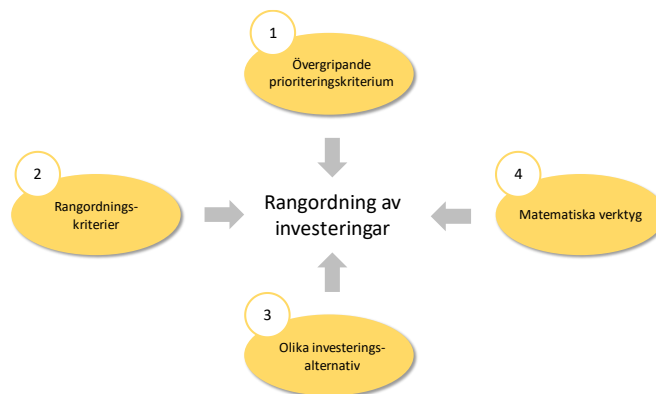 1
Övergripande
prioriteringskriterium
2
Rangordnings-
kriterier
Rangordning av
investeringar
4
Matematiska verktyg
3
Olika investerings-
alternativ